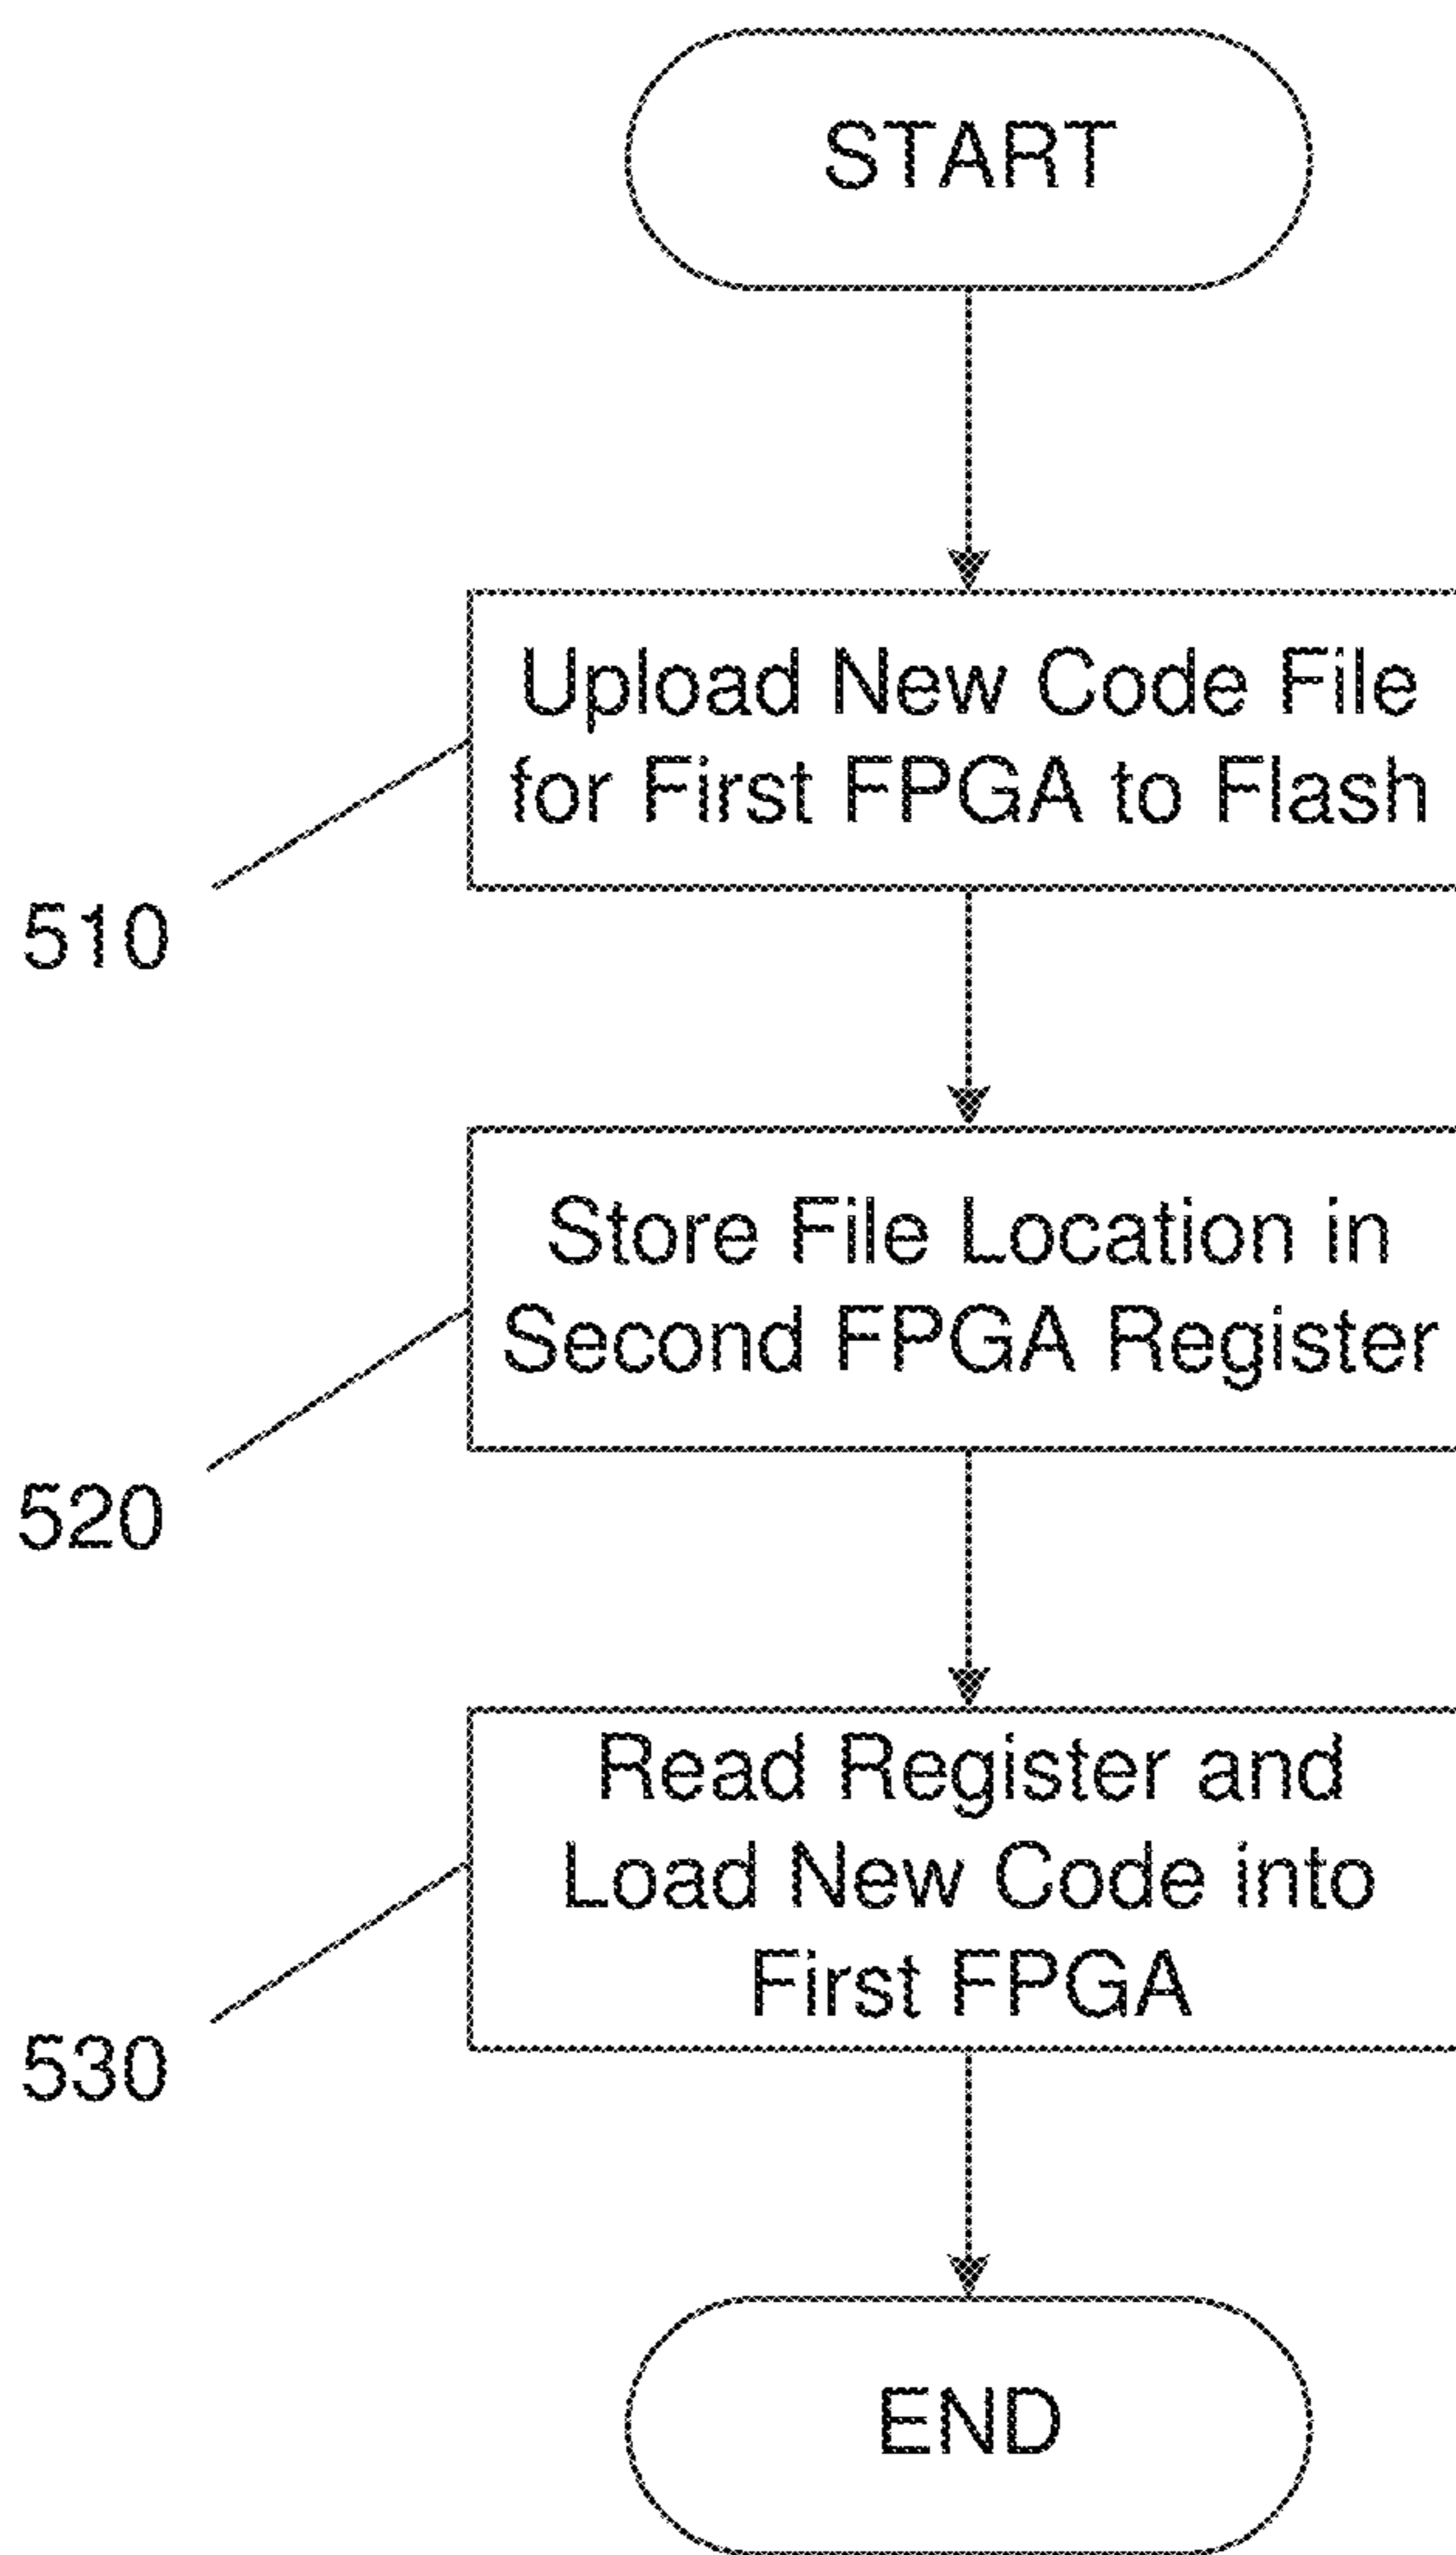 START
Upload New Code File
for First FPGA to Flash
510
Store File Location in
Second FPGA Register
520
Read Register and
Load New Code into
First FPGA
530
END